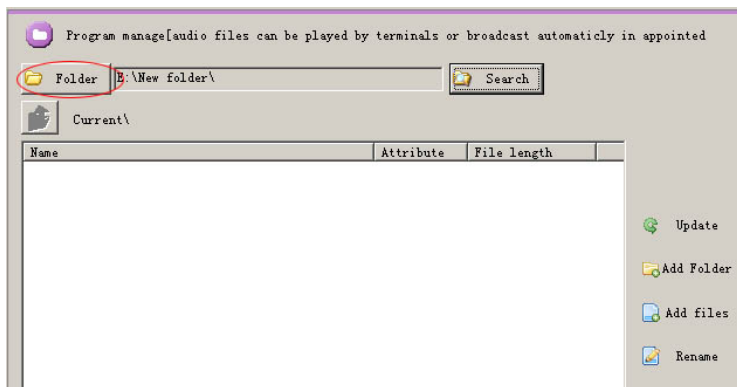 Program manage[audio files can be played by terminals or broadcast automaticly in appointed
Folder E:\New folder\ Search
Current\
Name Attribute File length
Update
Add Folder
Add files
Rename